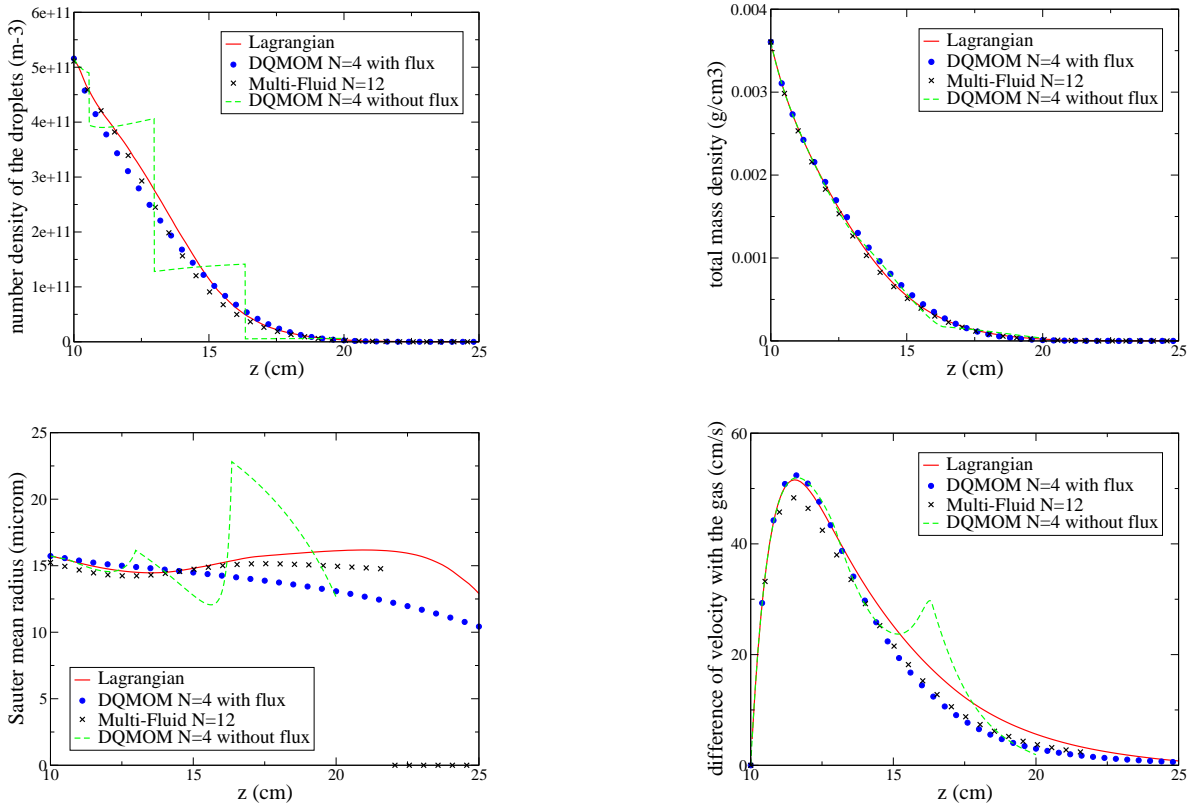 number density of the droplets (m-3)
6e+11
5e+11
4e+11
3e+11
2e+11
1e+11
0
10
15
20
25
z (cm)
Lagrangian
DQMOM N=4 with flux
Multi-Fluid N=12
DQMOM N=4 without flux
total mass density (g/cm3)
0.004
0.003
0.002
0.001
0
10
15
20
25
z (cm)
Lagrangian
DQMOM N=4 with flux
Multi-Fluid N=12
DQMOM N=4 without flux
Sauter mean radius (microm)
25
20
15
10
5
0
10
15
20
25
z (cm)
Lagrangian
DQMOM N=4 with flux
Multi-Fluid N=12
DQMOM N=4 without flux
difference of velocity with the gas (cm/s)
60
40
20
0
10
15
20
25
z (cm)
Lagrangian
DQMOM N=4 with flux
Multi-Fluid N=12
DQMOM N=4 without flux